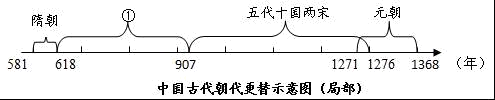 隋朝 ① 五代十国两宋 元朝
581 618 907 1271 1276 1368 （年）
中国古代朝代更替示意图（局部）